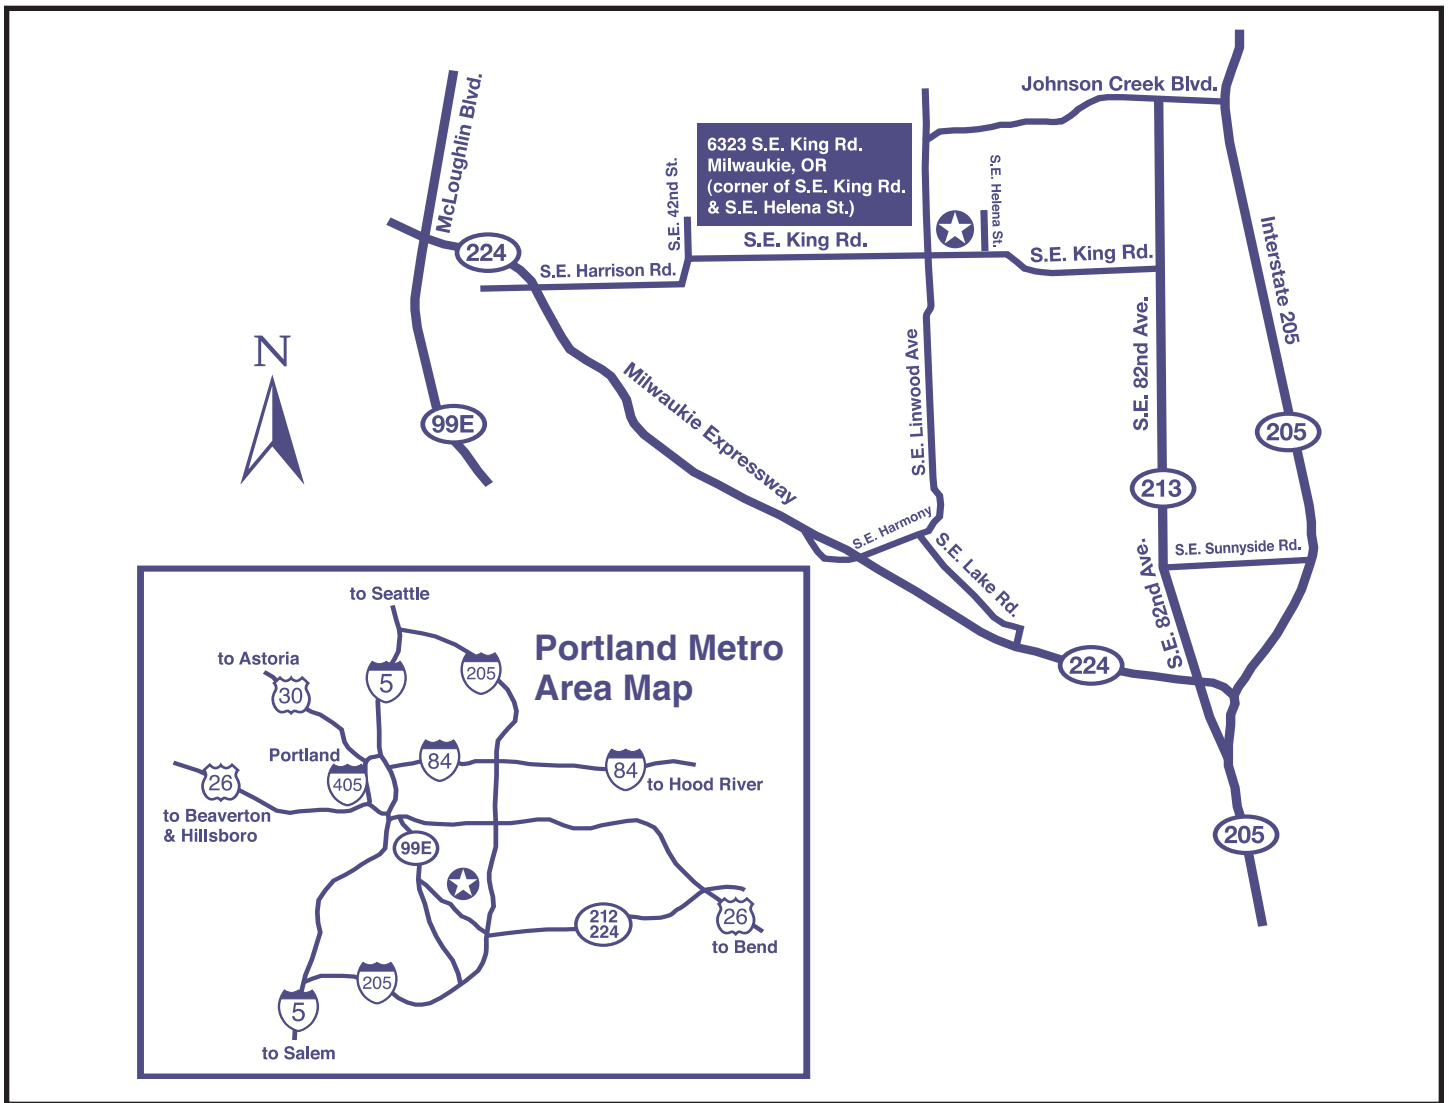 Johnson Creek Blvd.
McLoughlin Blvd.
6323 S.E. King Rd.
Milwaukie, OR
(corner of S.E. King Rd.
& S.E. Helena St.)
S.E. 42nd St.
S.E. Helena St.
Interstate 205
224
S.E. King Rd.
S.E. King Rd.
S.E. Harrison Rd.
N
S.E. Linwood Ave
S.E. 82nd Ave.
Milwaukie Expressway
99E
205
213
S.E. Harmony
S.E. Lake Rd.
S.E. 82nd Ave.
S.E. Sunnyside Rd.
224
205
Portland Metro
Area Map
to Seattle
to Astoria
5
205
30
Portland
84
84
26
405
to Hood River
to Beaverton
& Hillsboro
99E
212
224
26
to Bend
205
5
to Salem